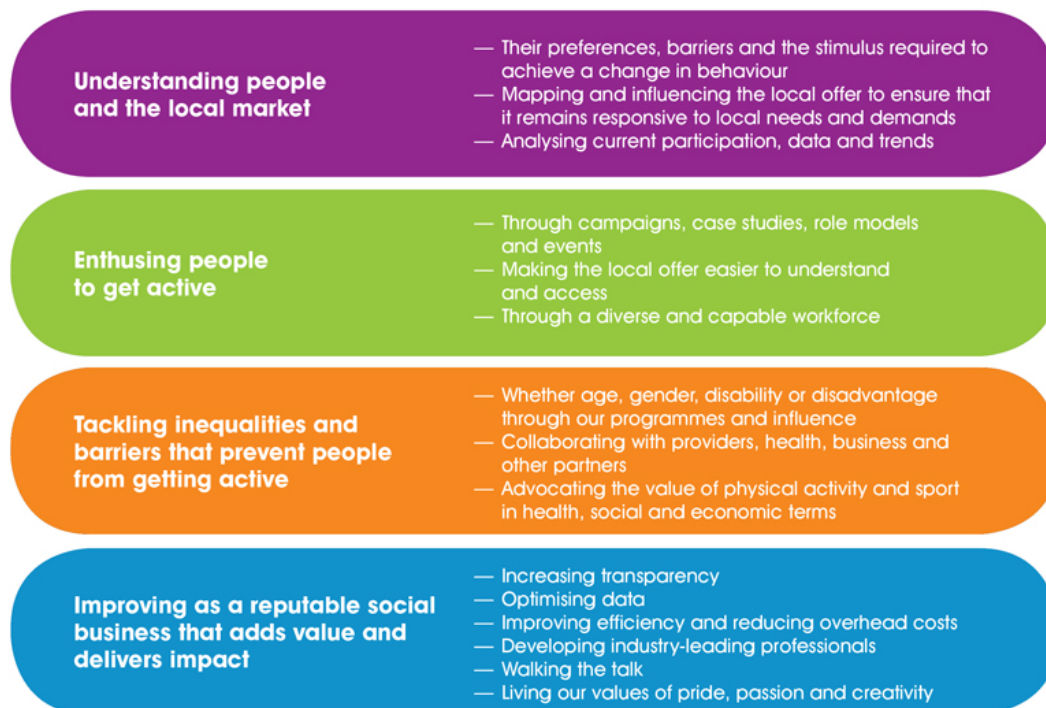 Understanding people
and the local market
— Their preferences, barriers and the stimulus required to
achieve a change in behaviour
— Mapping and influencing the local offer to ensure that
it remains responsive to local needs and demands
— Analysing current participation, data and trends
Enthusing people
to get active
— Through campaigns, case studies, role models
and events
— Making the local offer easier to understand
and access
— Through a diverse and capable workforce
Tackling inequalities and
barriers that prevent people
from getting active
— Whether age, gender, disability or disadvantage
through our programmes and influence
— Collaborating with providers, health, business and
other partners
— Advocating the value of physical activity and sport
in health, social and economic terms
Improving as a reputable social
business that adds value and
delivers impact
— Increasing transparency
— Optimising data
— Improving efficiency and reducing overhead costs
— Developing industry-leading professionals
— Walking the talk
— Living our values of pride, passion and creativity